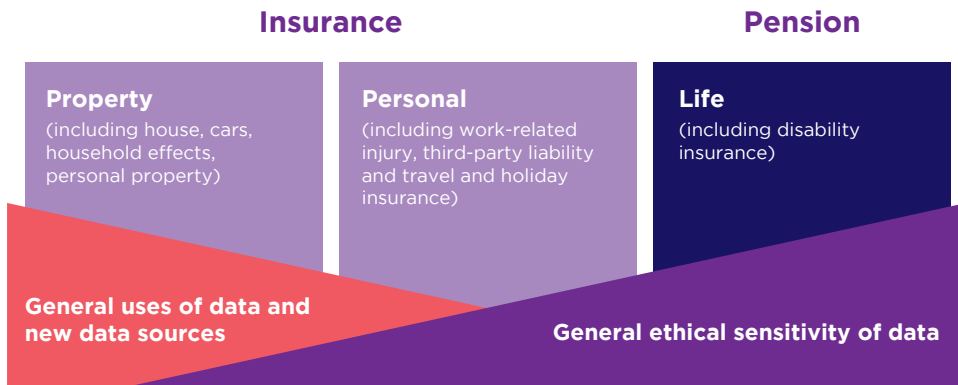 Insurance
Pension
Property
(including house, cars,
household effects,
personal property)
Personal
(including work-related
injury, third-party liability
and travel and holiday
insurance)
Life
(including disability
insurance)
General uses of data and
new data sources
General ethical sensitivity of data